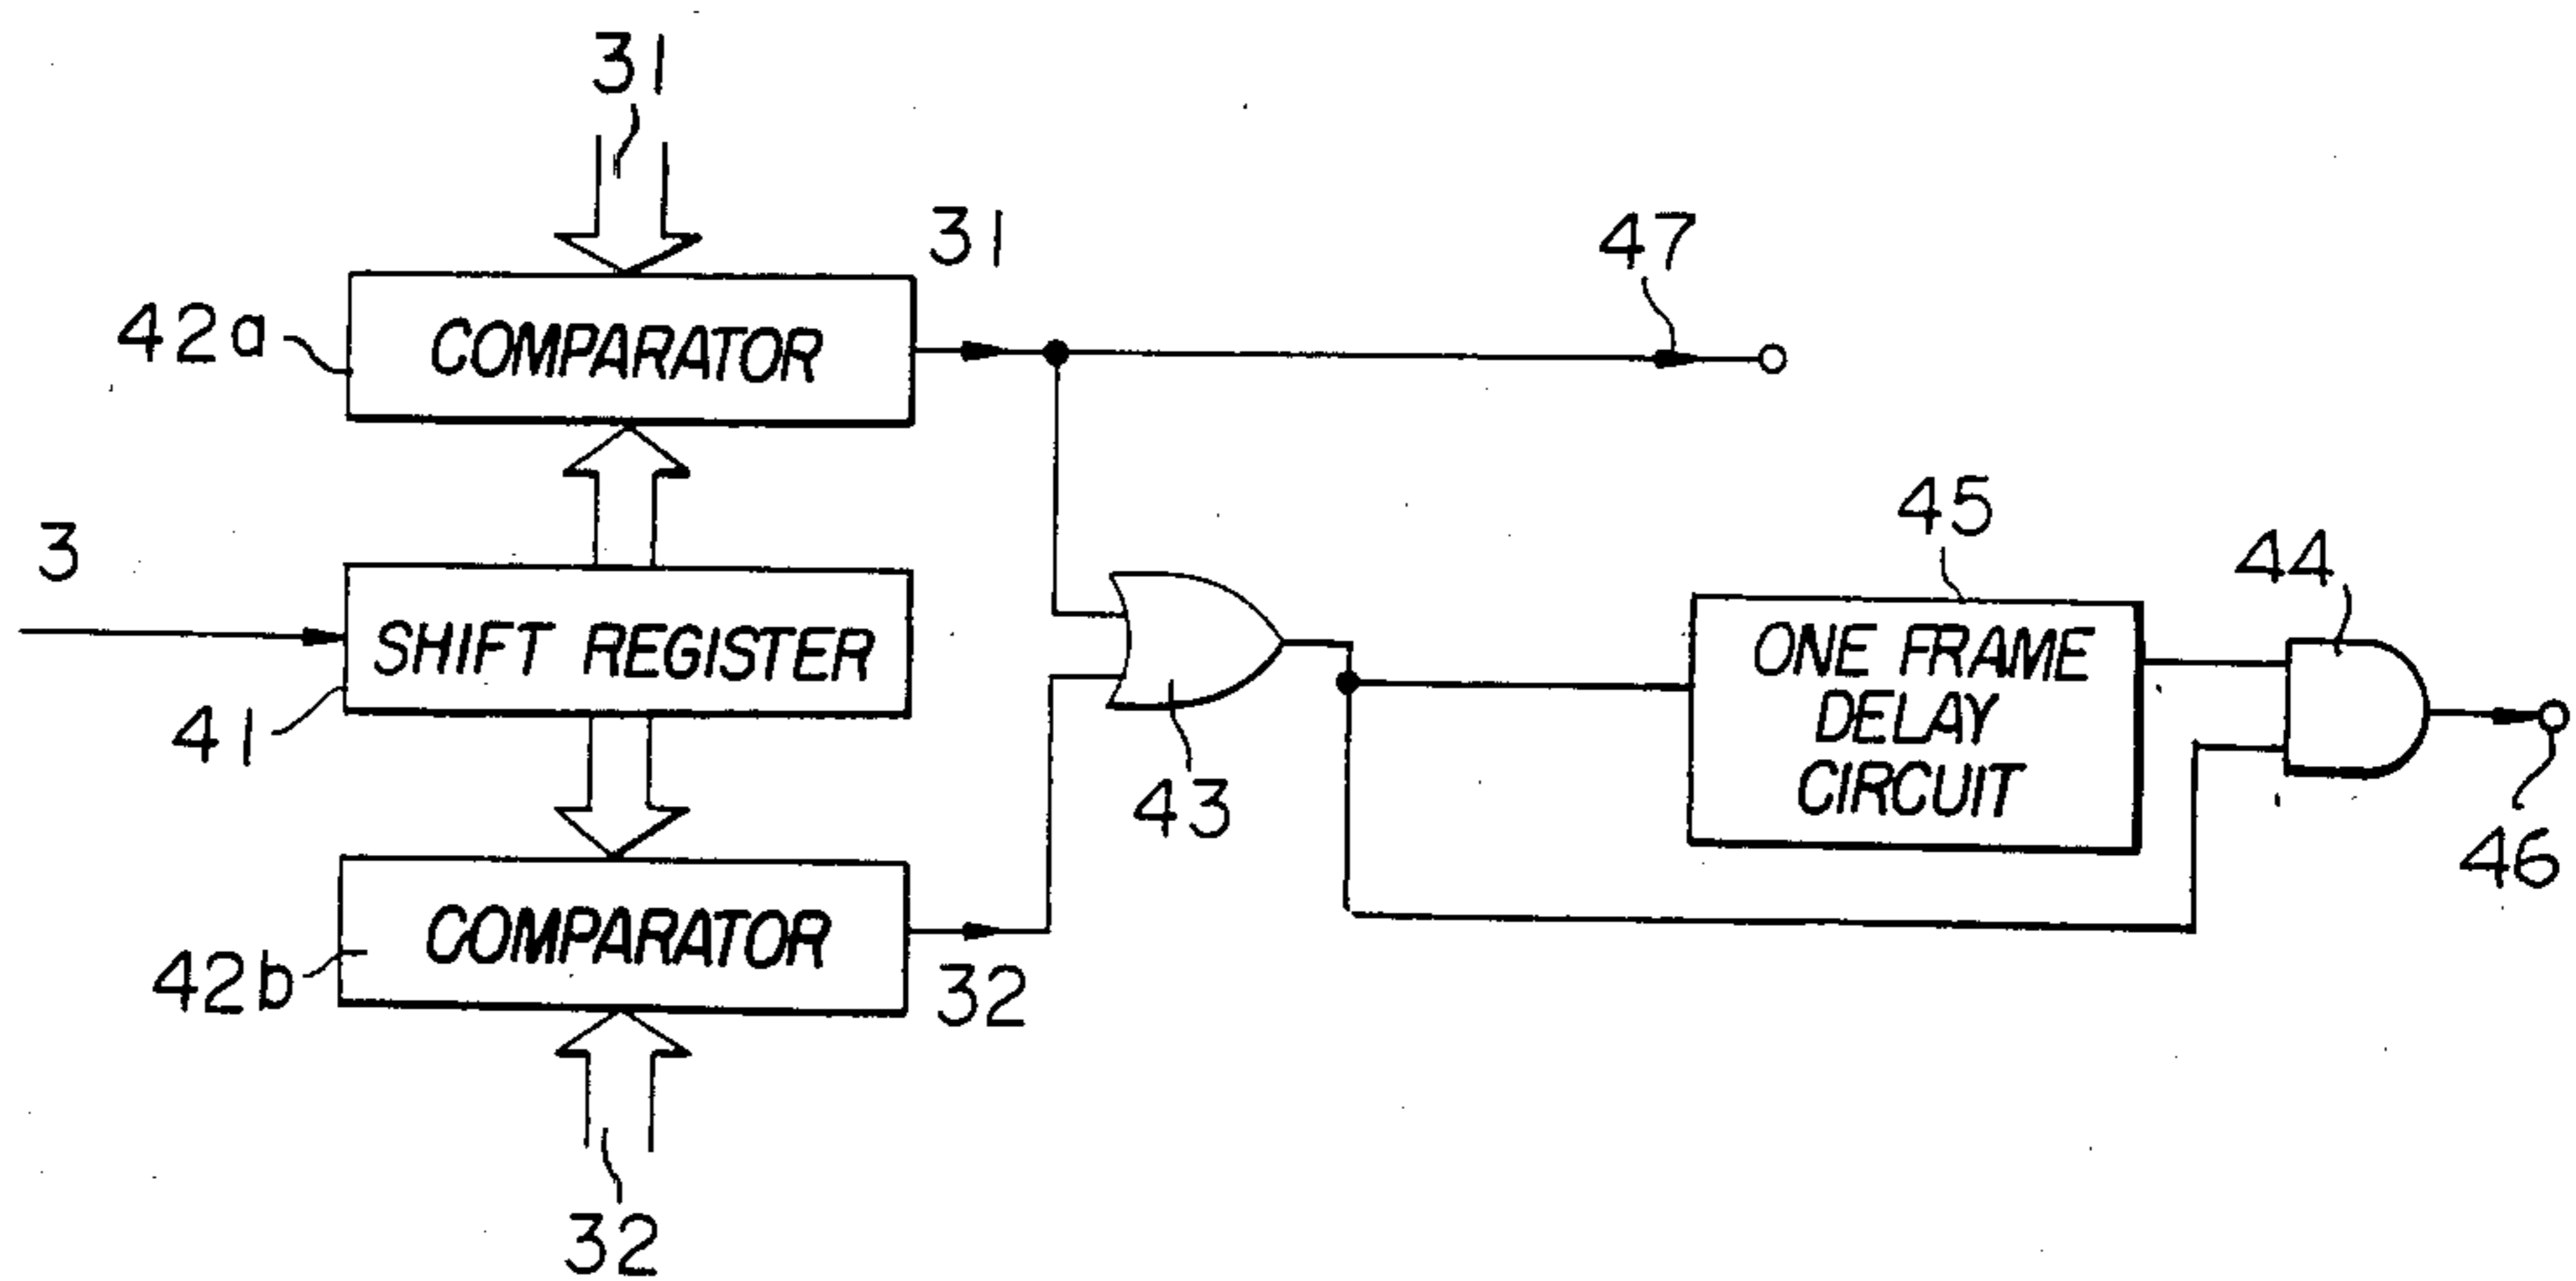 31
31
47
42a
COMPARATOR
45
44
3
SHIFT REGISTER
ONE FRAME
DELAY
CIRCUIT
41
43
46
COMPARATOR
42b
32
32